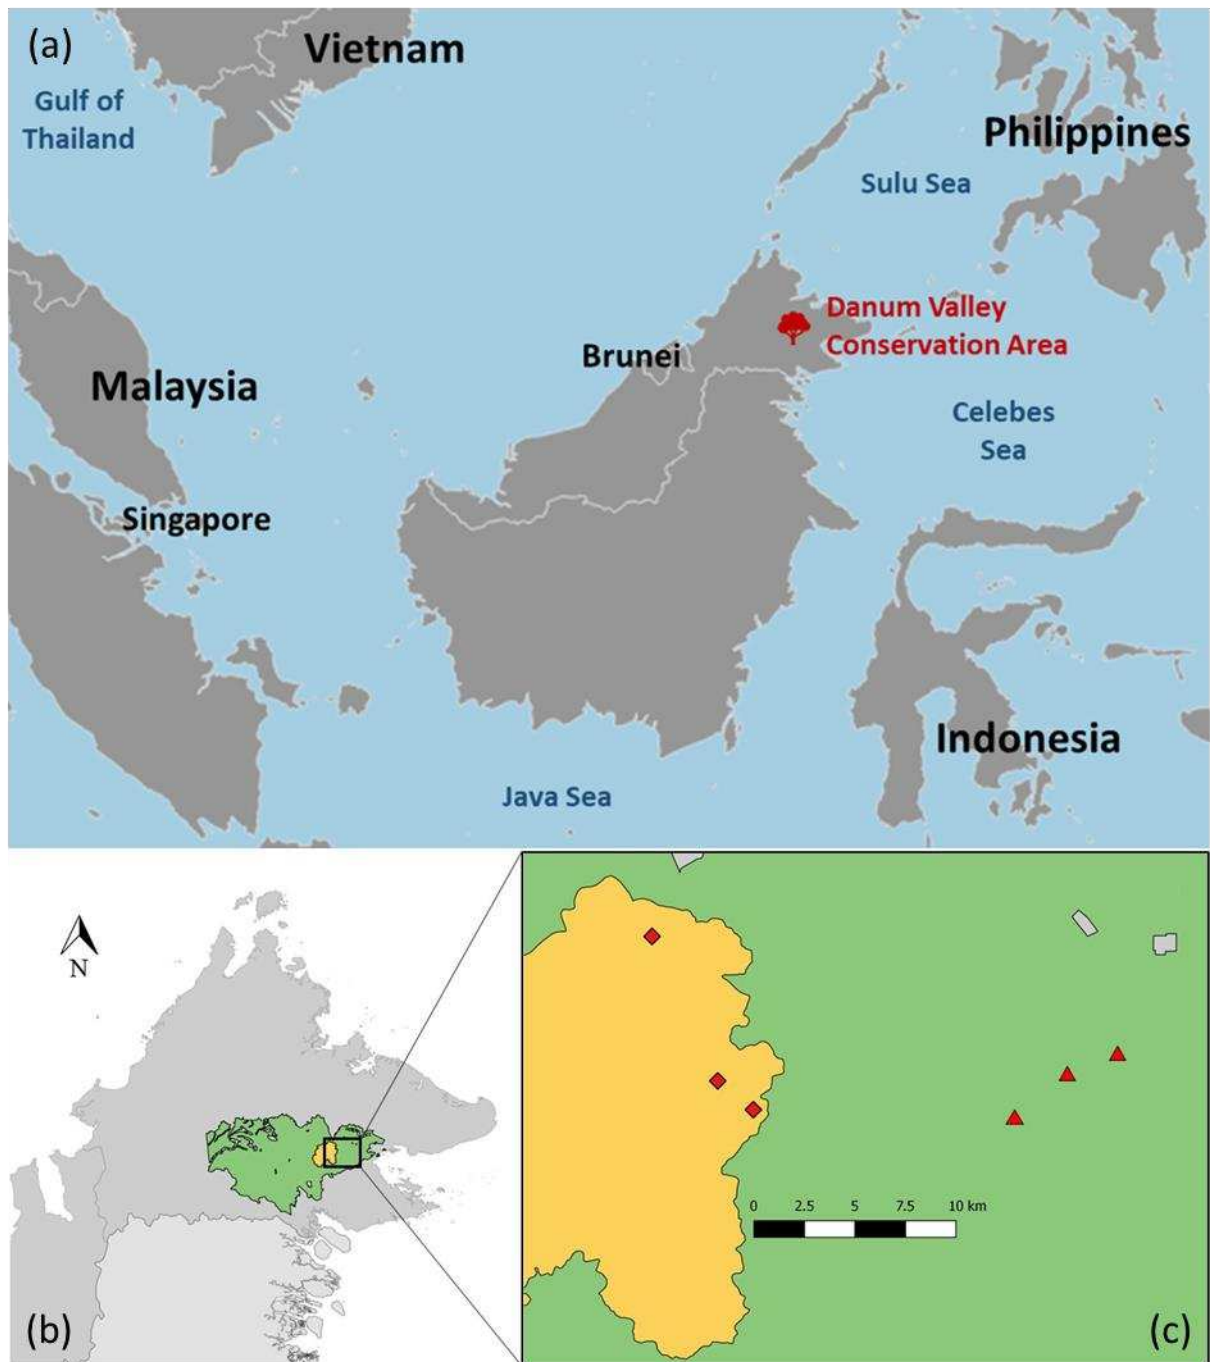 (a)
Vietnam
Gulf of
Thailand
Philippines
Sulu Sea
Danum Valley
Conservation Area
Brunei
Malaysia
Celebes
Sea
Singapore
Indonesia
Java Sea
N
(b)
0 2.5 5 7.5 10 km
(c)